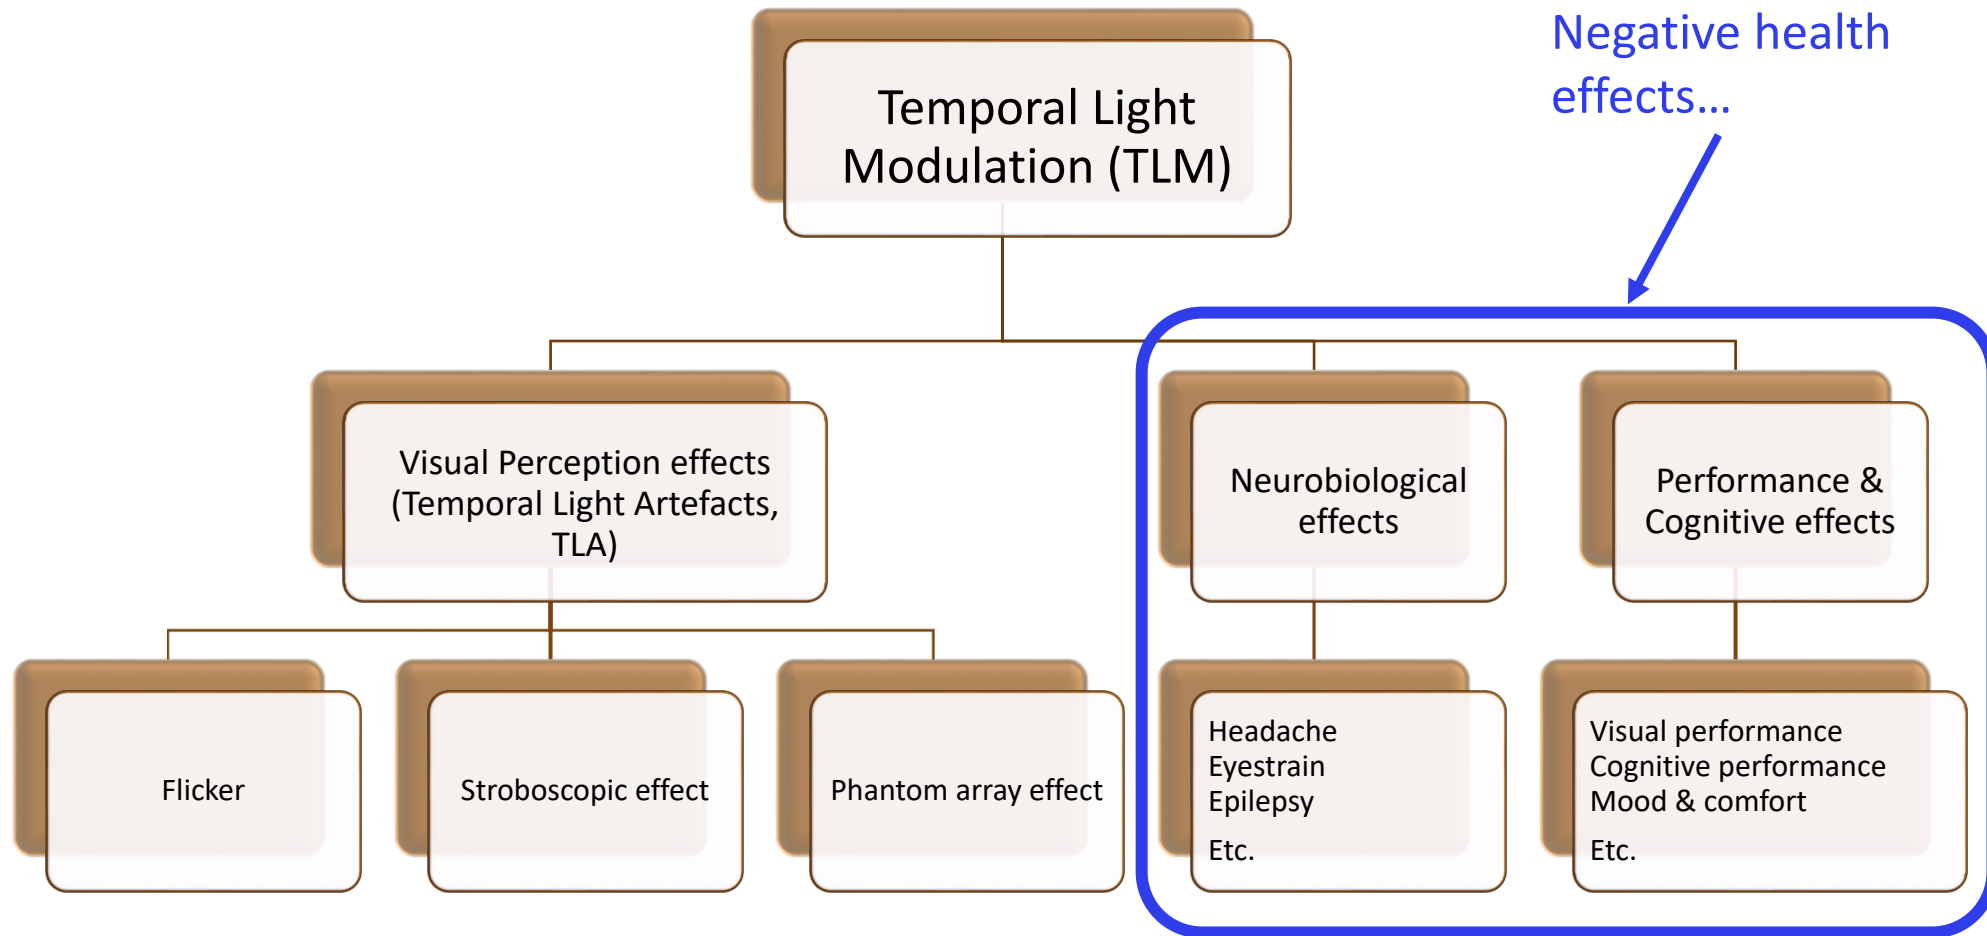 Negative health
effects...
Temporal Light
Modulation (TLM)
Visual Perception effects
(Temporal Light Artefacts,
TLA)
Neurobiological
effects
Performance &
Cognitive effects
Flicker
Stroboscopic effect
Phantom array effect
Headache
Eyestrain
Epilepsy
Etc.
Visual performance
Cognitive performance
Mood & comfort
Etc.